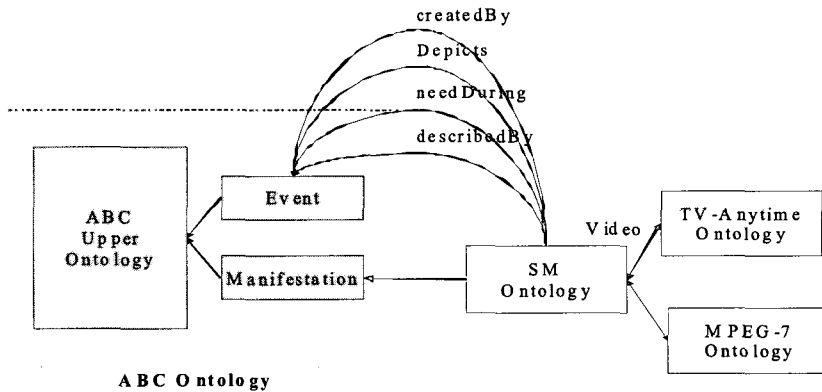 createdBy
Depicts
needDuring
describedBy
Event
ABC
Upper
Ontology
Manifestation
Video
SM
Ontology
TV-Anytime
Ontology
MPEG-7
Ontology
ABC Ontology